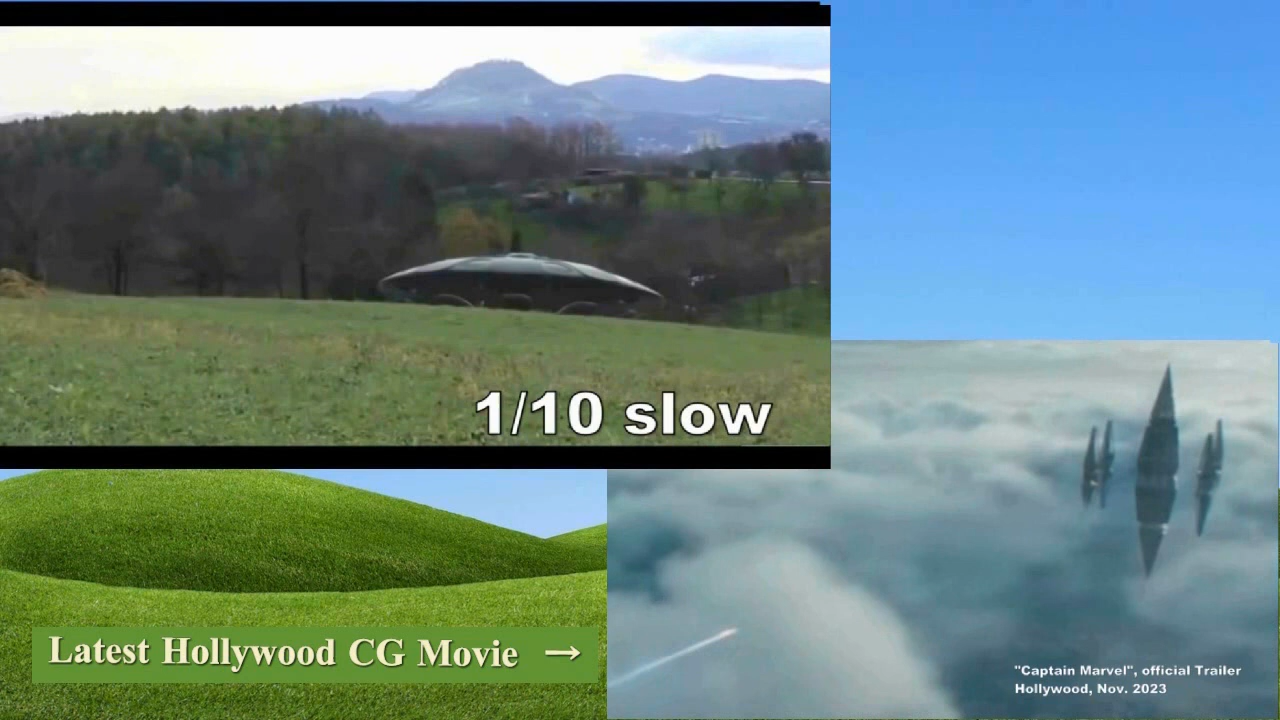 1/10 slow
Latest Hollywood CG Movie →
"Captain Marvel", official Trailer
Hollywood, Nov. 2023